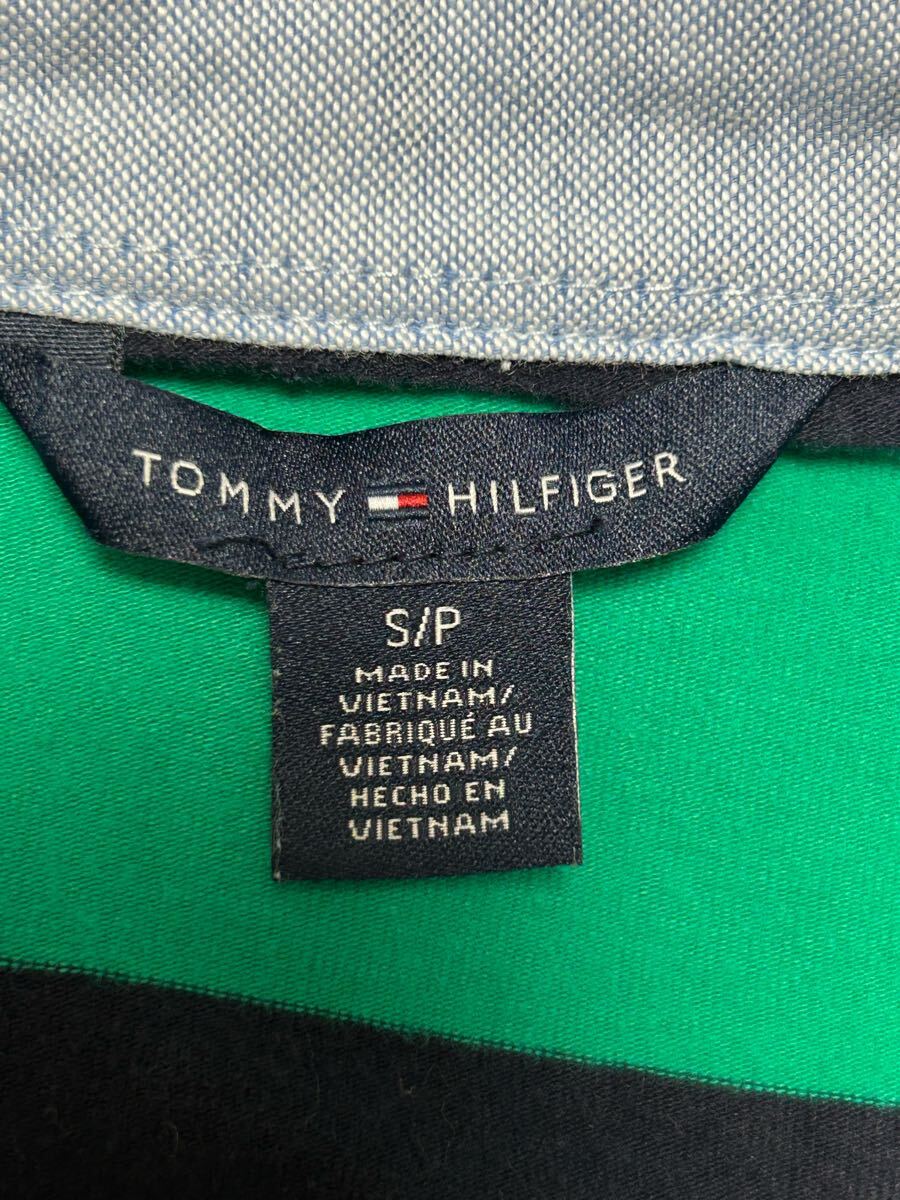 TOMMY HILFIGER
S/P
MADE IN
VIETNAM/
FABRIQUÉ AU
VIETNAM/
HECHO EN
VIETNAM